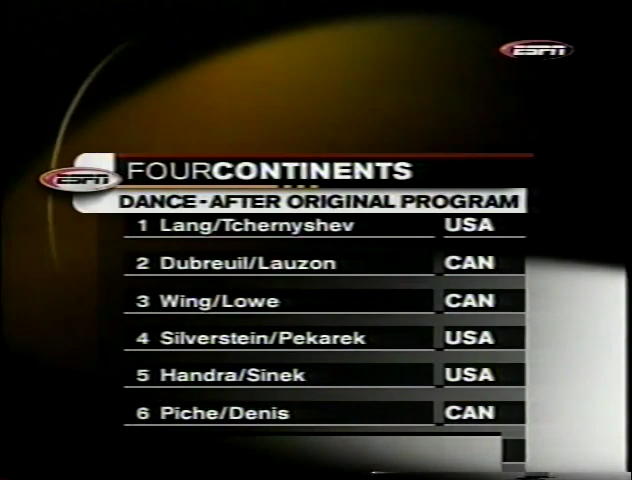 ESPN
ESPN
FOURCONTINENTS
DANCE - AFTER ORIGINAL PROGRAM
1 Lang/Tchernyshev USA
2 Dubreuil/Lauzon CAN
3 Wing/Lowe CAN
4 Silverstein/Pekarek USA
5 Handra/Sinek USA
6 Piche/Denis CAN